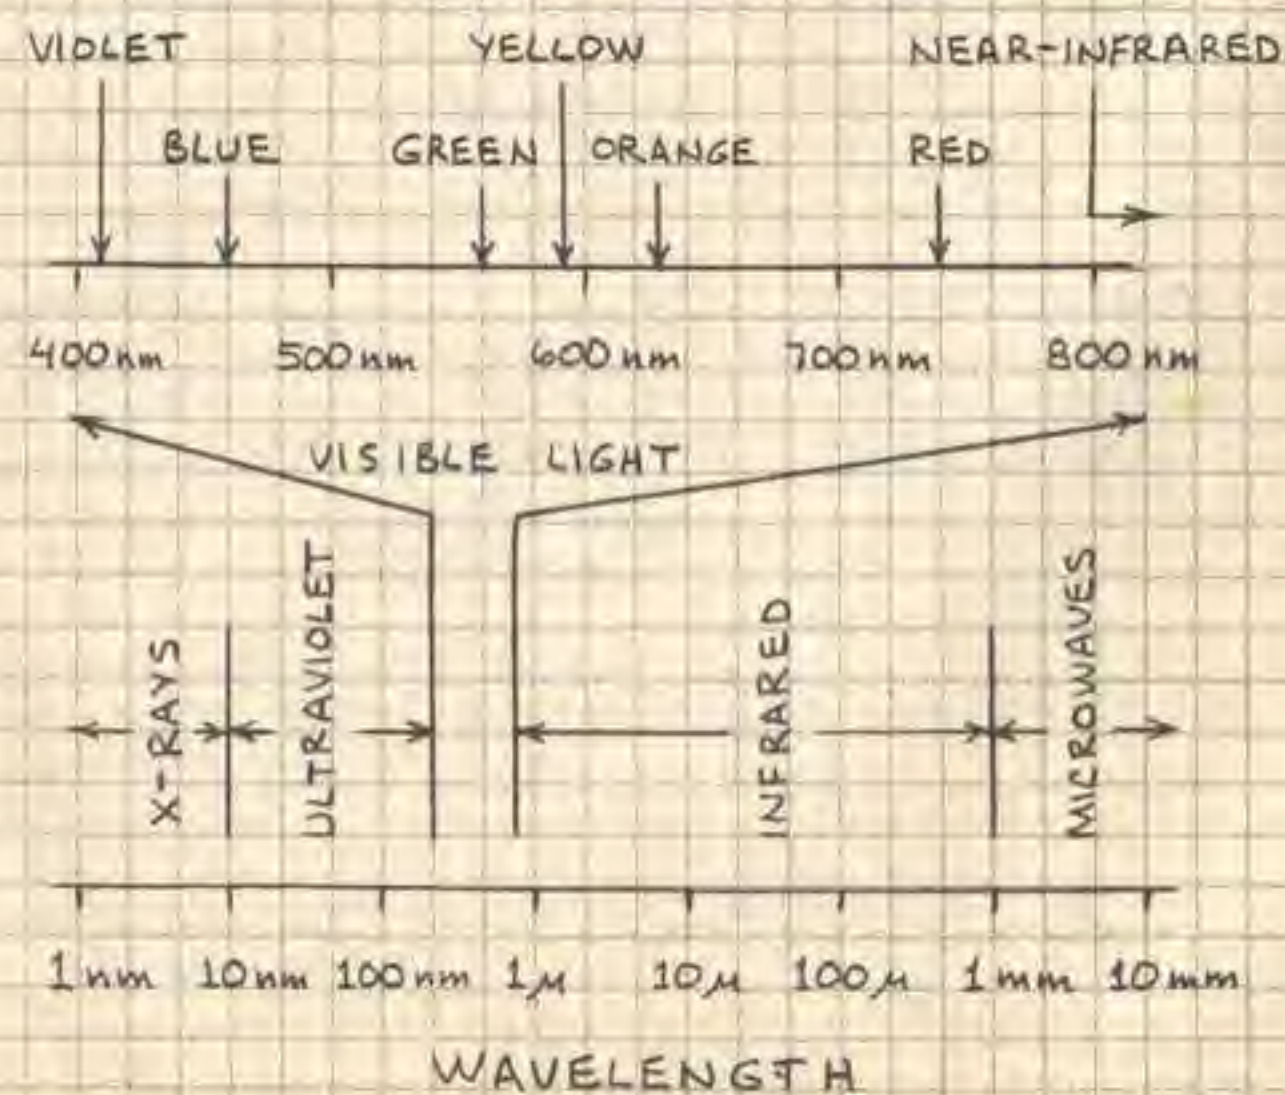 VIOLET YELLOW NEAR-INFRARED
BLUE GREEN ORANGE RED
400nm 500nm 600nm 700nm 800nm
VISIBLE LIGHT
X-RAYS
ULTRAVIOLET
INFRARED
MICROWAVES
1nm 10nm 100nm 1μ 10μ 100μ 1mm 10mm
WAVELENGTH